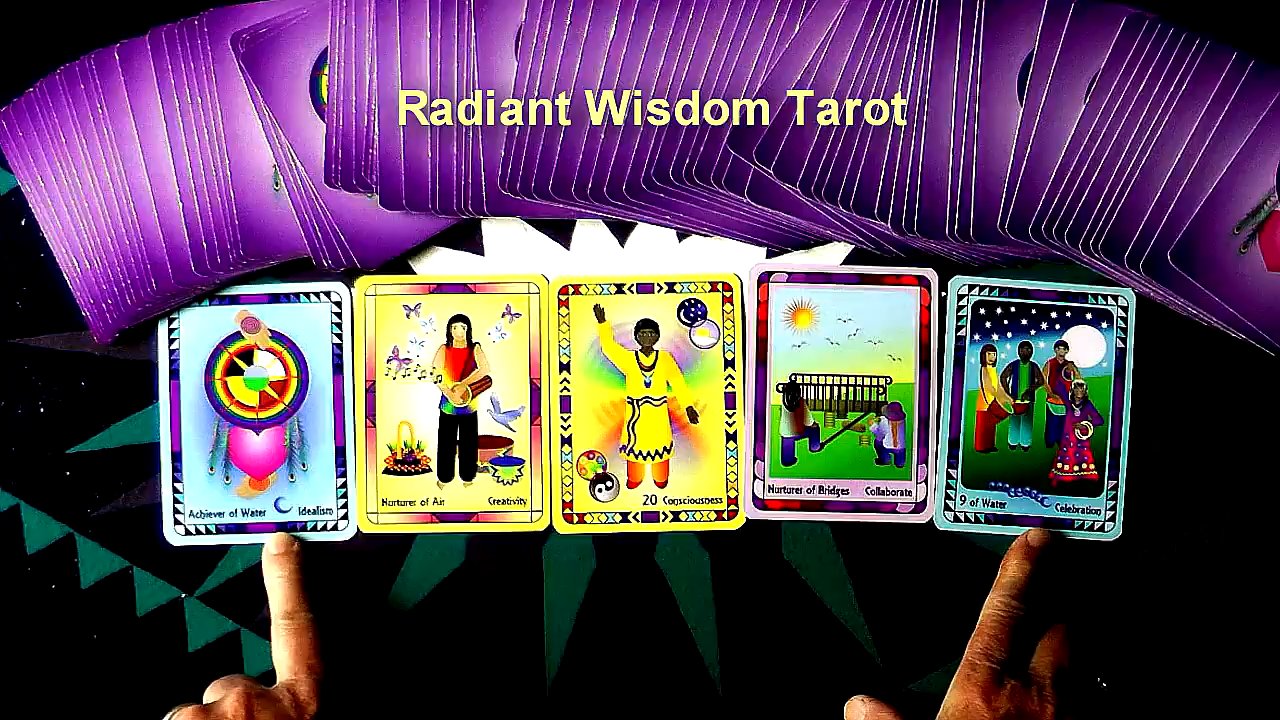 Radiant Wisdom Tarot
Achiever of Water Idealism
Nurturer of Air Creativity
20 Consciousness
Nurturer of Bridges Collaborate
9 of Water Celebration